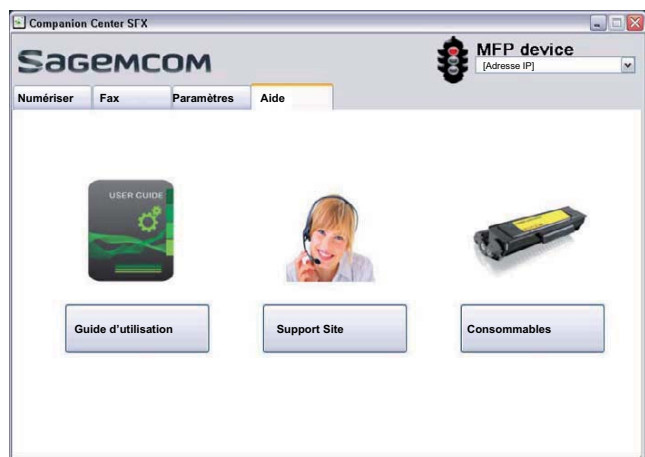 Companion Center SFX
SAGEMCOM
MFP device
[Adresse IP]
Numériser Fax Paramètres Aide
USER GUIDE
Guide d'utilisation Support Site Consommables